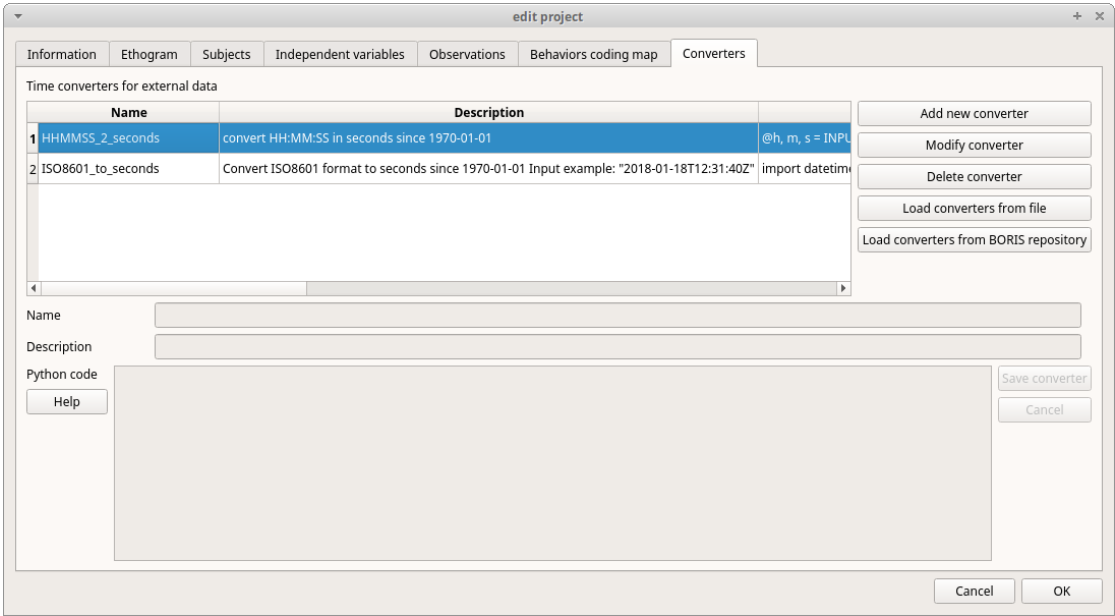 edit project
Information Ethogram Subjects Independent variables Observations Behaviors coding map Converters
Time converters for external data
Name Description
1 HHMMSS_2_seconds convert HH:MM:SS in seconds since 1970-01-01 @h, m, s = INPU
2 ISO8601_to_seconds Convert ISO8601 format to seconds since 1970-01-01 Input example: "2018-01-18T12:31:40Z" import datetim
Add new converter
Modify converter
Delete converter
Load converters from file
Load converters from BORIS repository
Name
Description
Python code
Help
Save converter
Cancel
Cancel OK